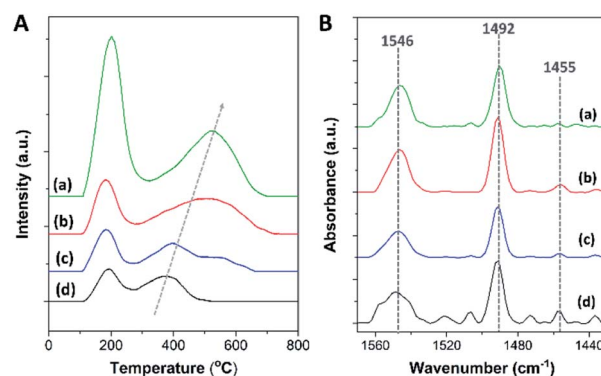 A
Intensity (a.u.)
(a)
(b)
(c)
(d)
0 200 400 600 800
Temperature (°C)
B
1546
1492
1455
Absorbance (a.u.)
(a)
(b)
(c)
(d)
1560 1520 1480 1440
Wavenumber (cm⁻¹)